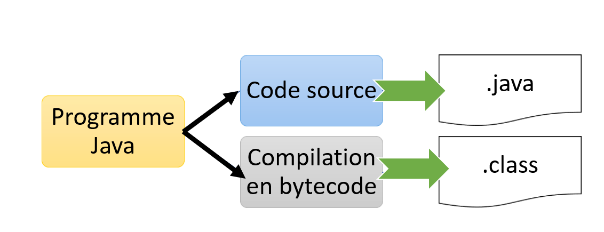 Programme
Java
Code source
.java
Compilation
en bytecode
.class